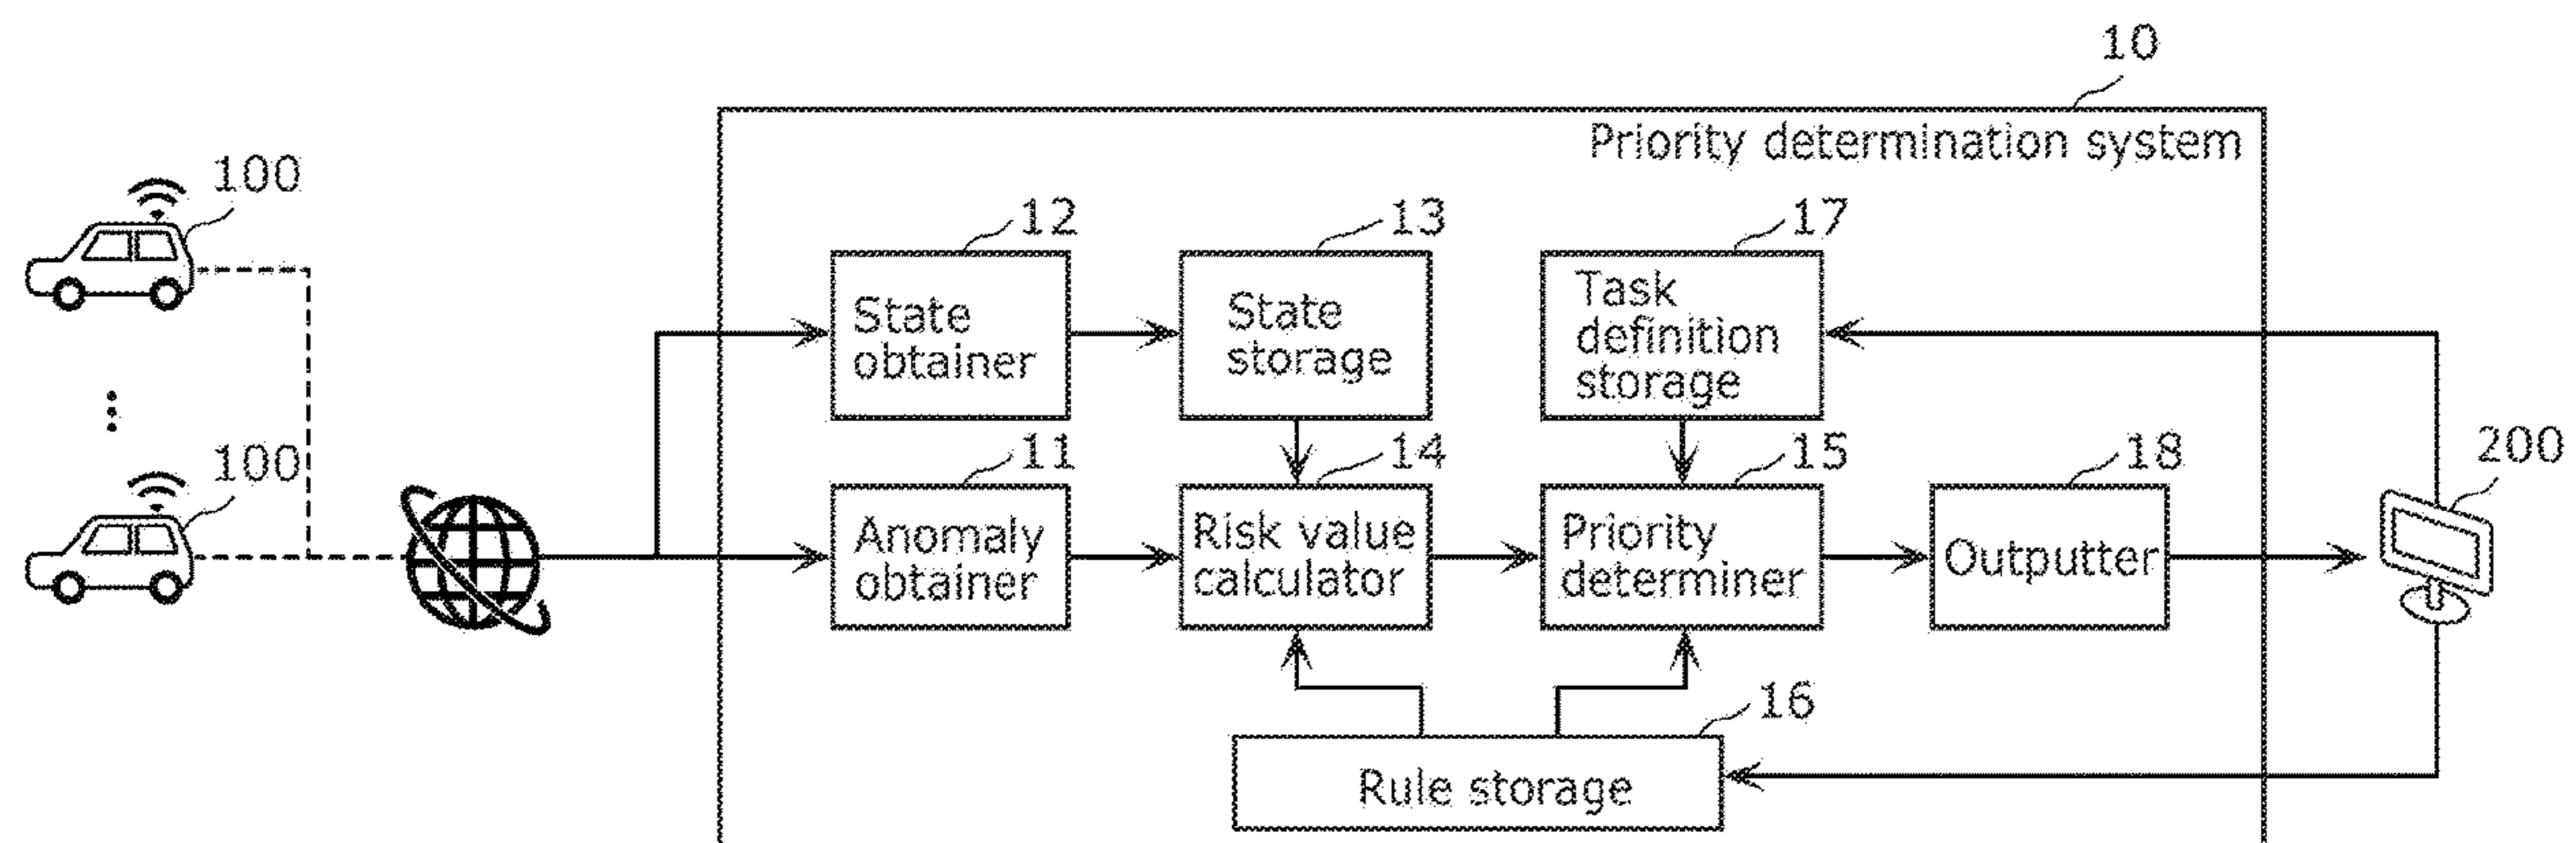 10
Priority determination system
100
12
13
17
State
obtainer
State
storage
Task
definition
storage
100
11
14
15
18
200
Anomaly
obtainer
Risk value
calculator
Priority
determiner
Outputter
16
Rule storage